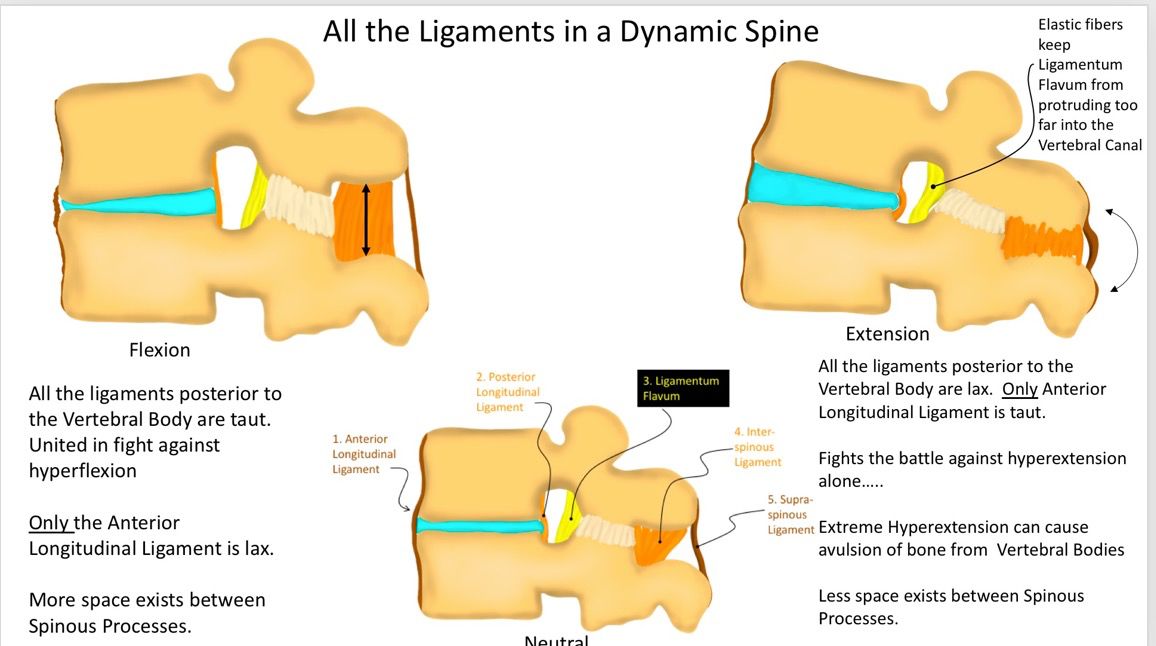 All the Ligaments in a Dynamic Spine
Elastic fibers
keep
Ligamentum
Flavum from
protruding too
far into the
Vertebral Canal
Flexion
All the ligaments posterior to
the Vertebral Body are taut.
United in fight against
hyperflexion
Only the Anterior
Longitudinal Ligament is lax.
More space exists between
Spinous Processes.
1. Anterior
Longitudinal
Ligament
2. Posterior
Longitudinal
Ligament
3. Ligamentum
Flavum
4. Inter-
spinous
Ligament
5. Supra-
spinous
Ligament
Neutral
Extension
All the ligaments posterior to the
Vertebral Body are lax. Only Anterior
Longitudinal Ligament is taut.
Fights the battle against hyperextension
alone.....
Extreme Hyperextension can cause
avulsion of bone from Vertebral Bodies
Less space exists between Spinous
Processes.